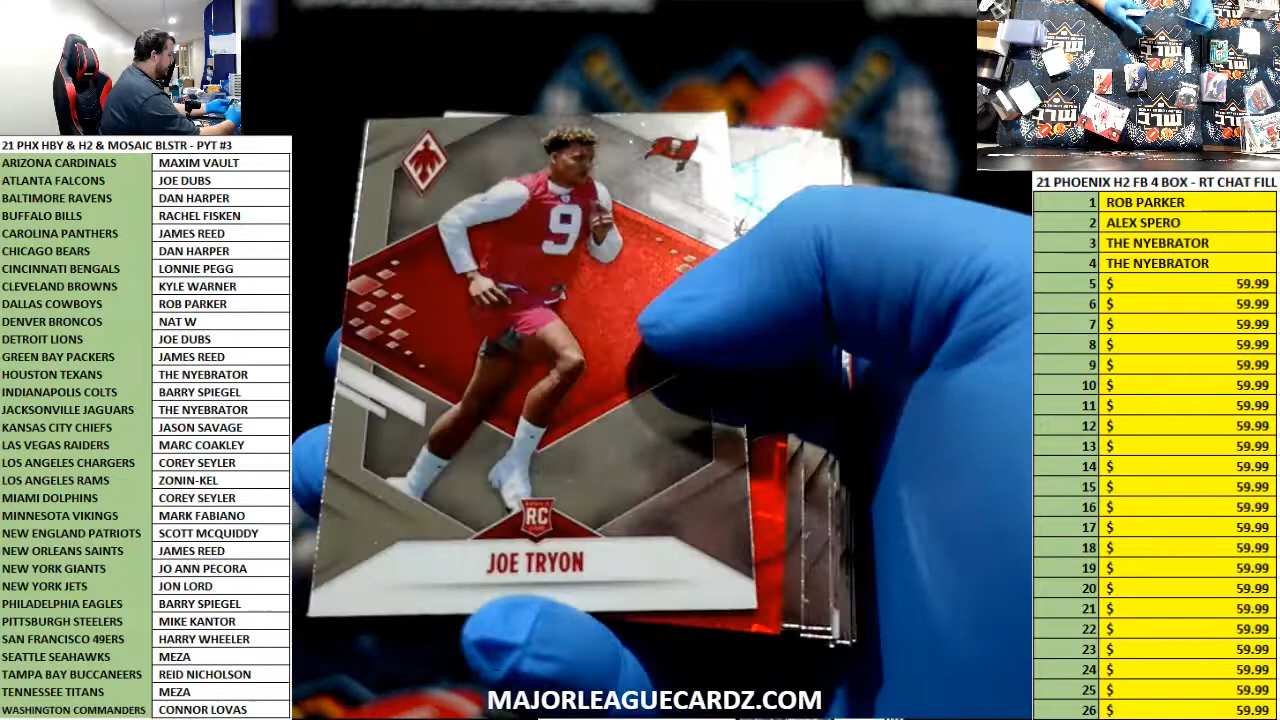 21 PHX HBY & H2 & MOSAIC BLSTR - PYT #3
ARIZONA CARDINALS MAXIM VAULT
ATLANTA FALCONS JOE DUBS
BALTIMORE RAVENS DAN HARPER
BUFFALO BILLS RACHEL FISKEN
CAROLINA PANTHERS JAMES REED
CHICAGO BEARS DAN HARPER
CINCINNATI BENGALS LONNIE PEGG
CLEVELAND BROWNS KYLE WARNER
DALLAS COWBOYS ROB PARKER
DENVER BRONCOS NAT W
DETROIT LIONS JOE DUBS
GREEN BAY PACKERS JAMES REED
HOUSTON TEXANS THE NYEBRATOR
INDIANAPOLIS COLTS BARRY SPIEGEL
JACKSONVILLE JAGUARS THE NYEBRATOR
KANSAS CITY CHIEFS JASON SAVAGE
LAS VEGAS RAIDERS MARC COAKLEY
LOS ANGELES CHARGERS COREY SEYLER
LOS ANGELES RAMS ZONIN-KEL
MIAMI DOLPHINS COREY SEYLER
MINNESOTA VIKINGS MARK FABIANO
NEW ENGLAND PATRIOTS SCOTT MCQUIDDY
NEW ORLEANS SAINTS JAMES REED
NEW YORK GIANTS JO ANN PECORA
NEW YORK JETS JON LORD
PHILADELPHIA EAGLES BARRY SPIEGEL
PITTSBURGH STEELERS MIKE KANTOR
SAN FRANCISCO 49ERS HARRY WHEELER
SEATTLE SEAHAWKS MEZA
TAMPA BAY BUCCANEERS REID NICHOLSON
TENNESSEE TITANS MEZA
WASHINGTON COMMANDERS CONNOR LOVAS
9
RC
JOE TRYON
MAJORLEAGUECARDZ.COM
MLC
MLC
MLC
MLC
21 PHOENIX H2 FB 4 BOX - RT CHAT FILL
1 ROB PARKER
2 ALEX SPERO
3 THE NYEBRATOR
4 THE NYEBRATOR
5 $ 59.99
6 $ 59.99
7 $ 59.99
8 $ 59.99
9 $ 59.99
10 $ 59.99
11 $ 59.99
12 $ 59.99
13 $ 59.99
14 $ 59.99
15 $ 59.99
16 $ 59.99
17 $ 59.99
18 $ 59.99
19 $ 59.99
20 $ 59.99
21 $ 59.99
22 $ 59.99
23 $ 59.99
24 $ 59.99
25 $ 59.99
26 $ 59.99